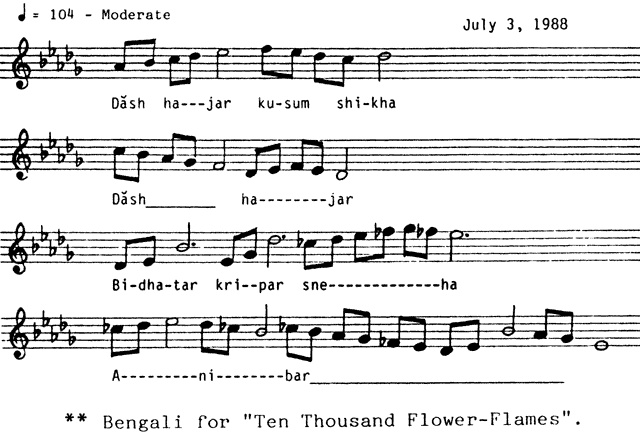 ♩ = 104 - Moderate
July 3, 1988
Dăsh ha---jar ku-sum shi-kha
Dăsh_______ ha--------jar
Bi-dha-tar kri--par sne-------------ha
A---------ni--------bar__________________________
** Bengali for "Ten Thousand Flower-Flames".